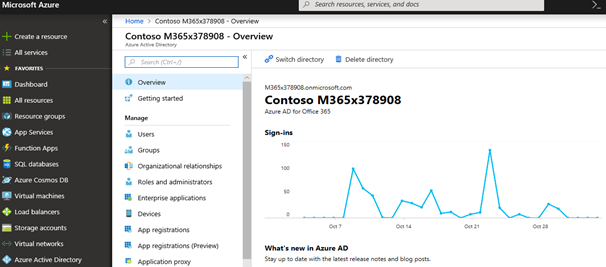 Microsoft Azure
Search resources, services, and docs
Create a resource
All services
FAVORITES
Dashboard
All resources
Resource groups
App Services
Function Apps
SQL databases
Azure Cosmos DB
Virtual machines
Load balancers
Storage accounts
Virtual networks
Azure Active Directory
Home > Contoso M365x378908 - Overview
Contoso M365x378908 - Overview
Azure Active Directory
Search (Ctrl+/)
Overview
Getting started
Manage
Users
Groups
Organizational relationships
Roles and administrators
Enterprise applications
Devices
App registrations
App registrations (Preview)
Application proxy
Switch directory
Delete directory
M365x378908.onmicrosoft.com
Contoso M365x378908
Azure AD for Office 365
Sign-ins
150
100
50
0
Oct 7
Oct 14
Oct 21
Oct 28
What's new in Azure AD
Stay up to date with the latest release notes and blog posts.